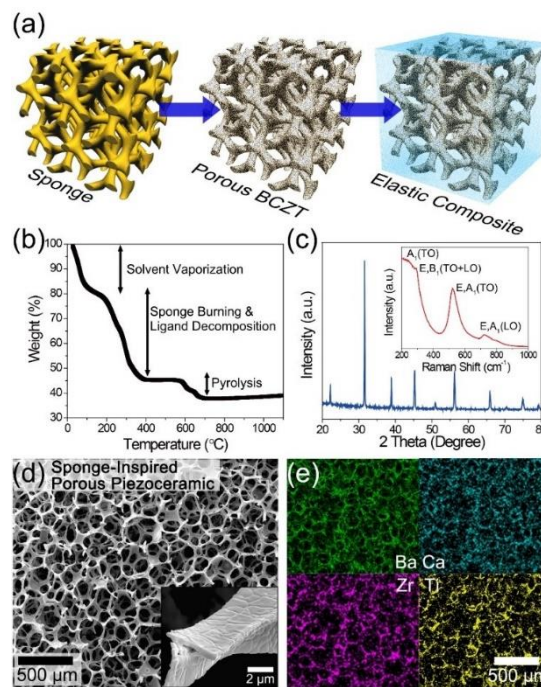 (a)
Sponge
Porous BCZT
Elastic Composite
(b)
100
90
80
70
60
50
40
30
Weight (%)
Solvent Vaporization
Sponge Burning &
Ligand Decomposition
Pyrolysis
0 200 400 600 800 1000
Temperature (°C)
(c)
Intensity (a.u.)
A₁(TO)
E,B₁(TO+LO)
E,A₁(TO)
E,A₁(LO)
Intensity (a.u.)
200 400 600 800 1000
Raman Shift (cm⁻¹)
20 30 40 50 60 70 80
2 Theta (Degree)
(d) Sponge-Inspired
Porous Piezoceramic
500 μm
2 μm
(e)
Ba Ca
Zr Ti
500 μm